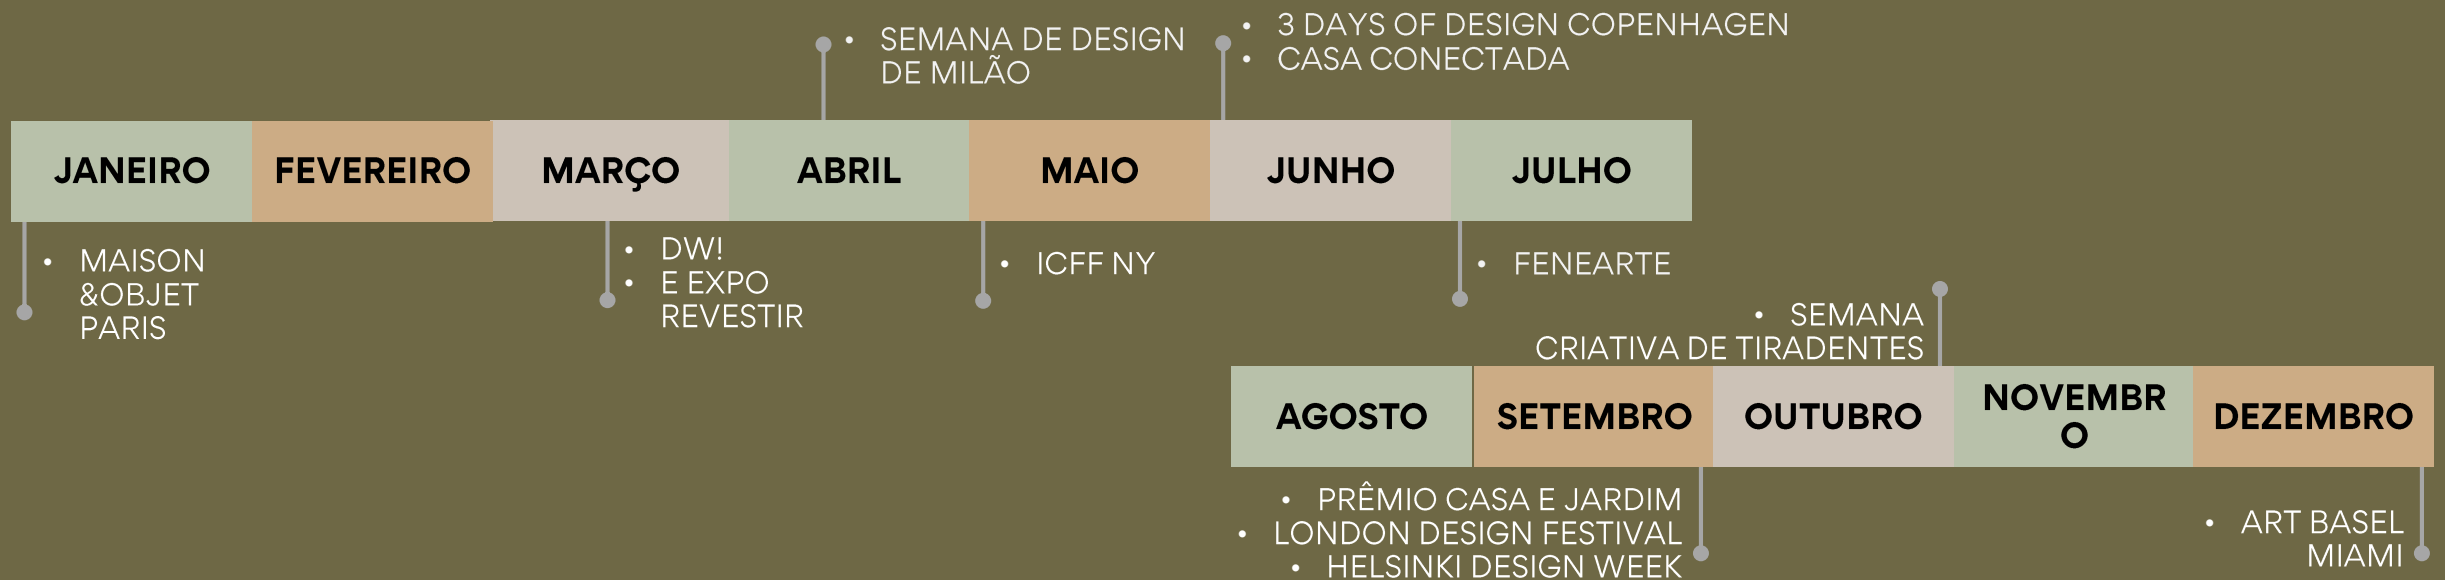 • SEMANA DE DESIGN
DE MILÃO
• 3 DAYS OF DESIGN COPENHAGEN
• CASA CONECTADA
JANEIRO
FEVEREIRO
MARÇO
ABRIL
MAIO
JUNHO
JULHO
• MAISON
&OBJET
PARIS
• DW!
• E EXPO
REVESTIR
• ICFF NY
• FENEARTE
• SEMANA
CRIATIVA DE TIRADENTES
AGOSTO
SETEMBRO
OUTUBRO
NOVEMBR
O
DEZEMBRO
• PRÊMIO CASA E JARDIM
• LONDON DESIGN FESTIVAL
• HELSINKI DESIGN WEEK
• ART BASEL
MIAMI